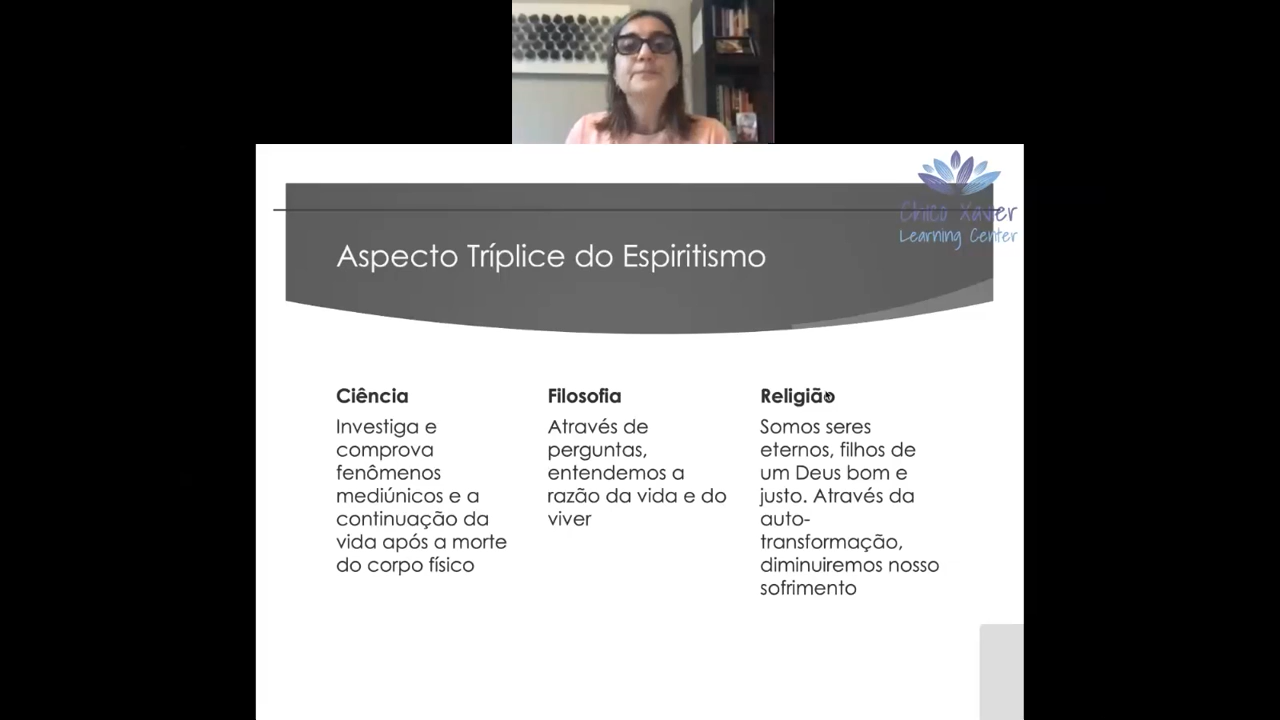 Chico Xavier
Learning Center
Aspecto Tríplice do Espiritismo
Ciência
Investiga e
comprova
fenômenos
mediúnicos e a
continuação da
vida após a morte
do corpo físico
Filosofia
Através de
perguntas,
entendemos a
razão da vida e do
viver
Religião
Somos seres
eternos, filhos de
um Deus bom e
justo. Através da
auto-
transformação,
diminuiremos nosso
sofrimento